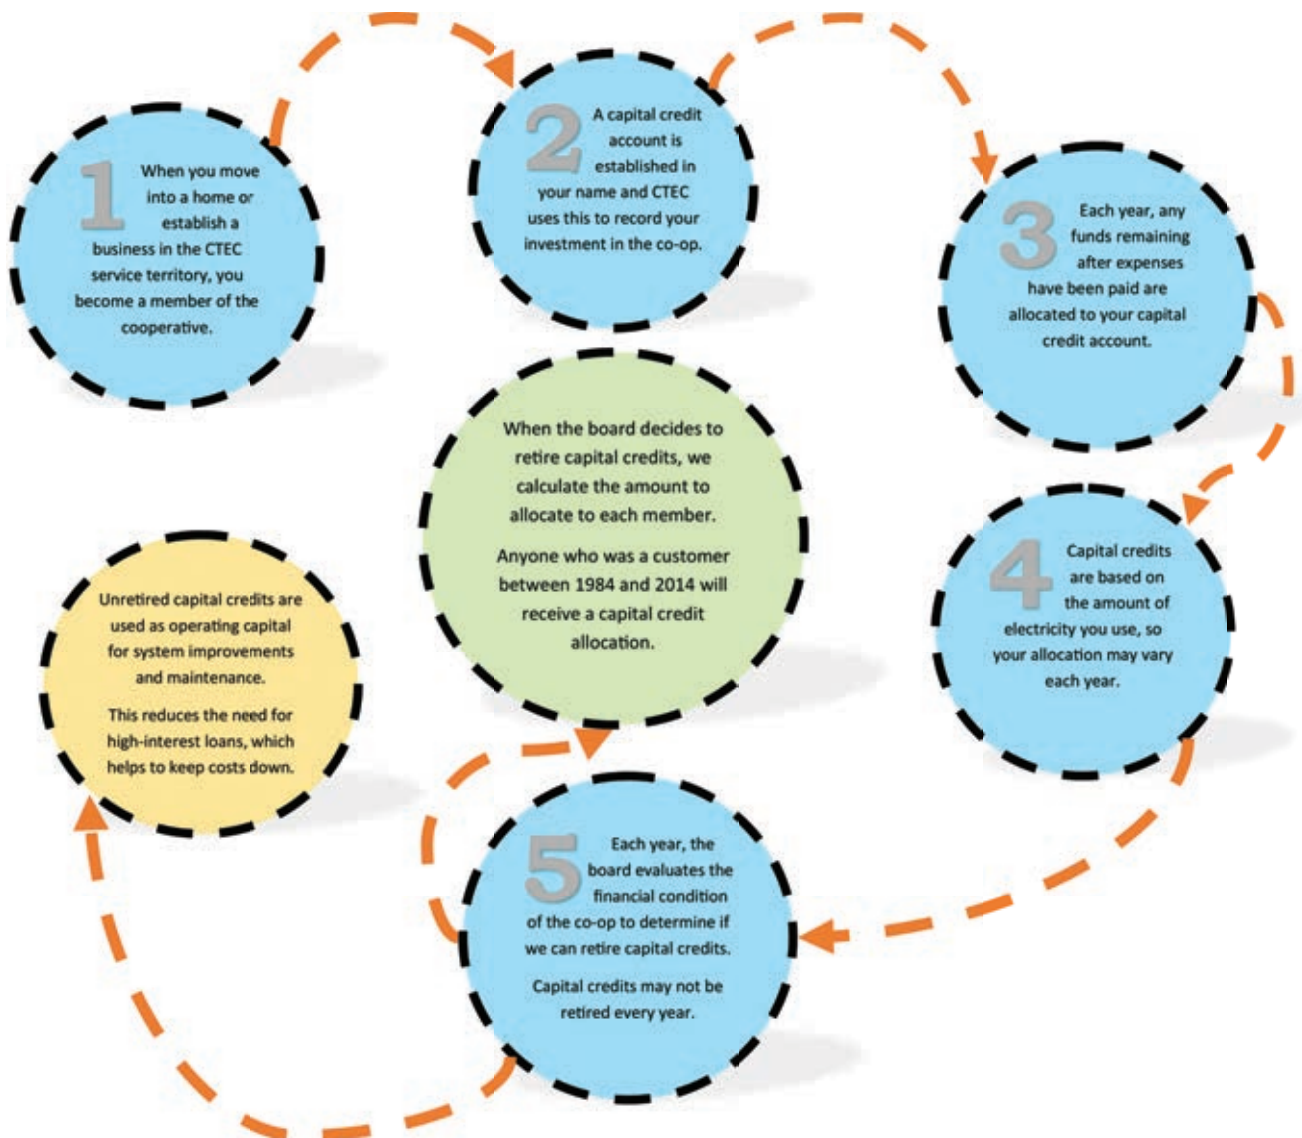 1 When you move
into a home or
establish a
business in the CTEC
service territory, you
become a member of the
cooperative.
2 A capital credit
account is
established in
your name and CTEC
uses this to record your
investment in the co-op.
3 Each year, any
funds remaining
after expenses
have been paid are
allocated to your capital
credit account.
4 Capital credits
are based on
the amount of
electricity you use, so
your allocation may vary
each year.
5 Each year, the
board evaluates the
financial condition
of the co-op to determine if
we can retire capital credits.
Capital credits may not be
retired every year.
When the board decides to
retire capital credits, we
calculate the amount to
allocate to each member.
Anyone who was a customer
between 1984 and 2014 will
receive a capital credit
allocation.
Unretired capital credits are
used as operating capital
for system improvements
and maintenance.
This reduces the need for
high-interest loans, which
helps to keep costs down.